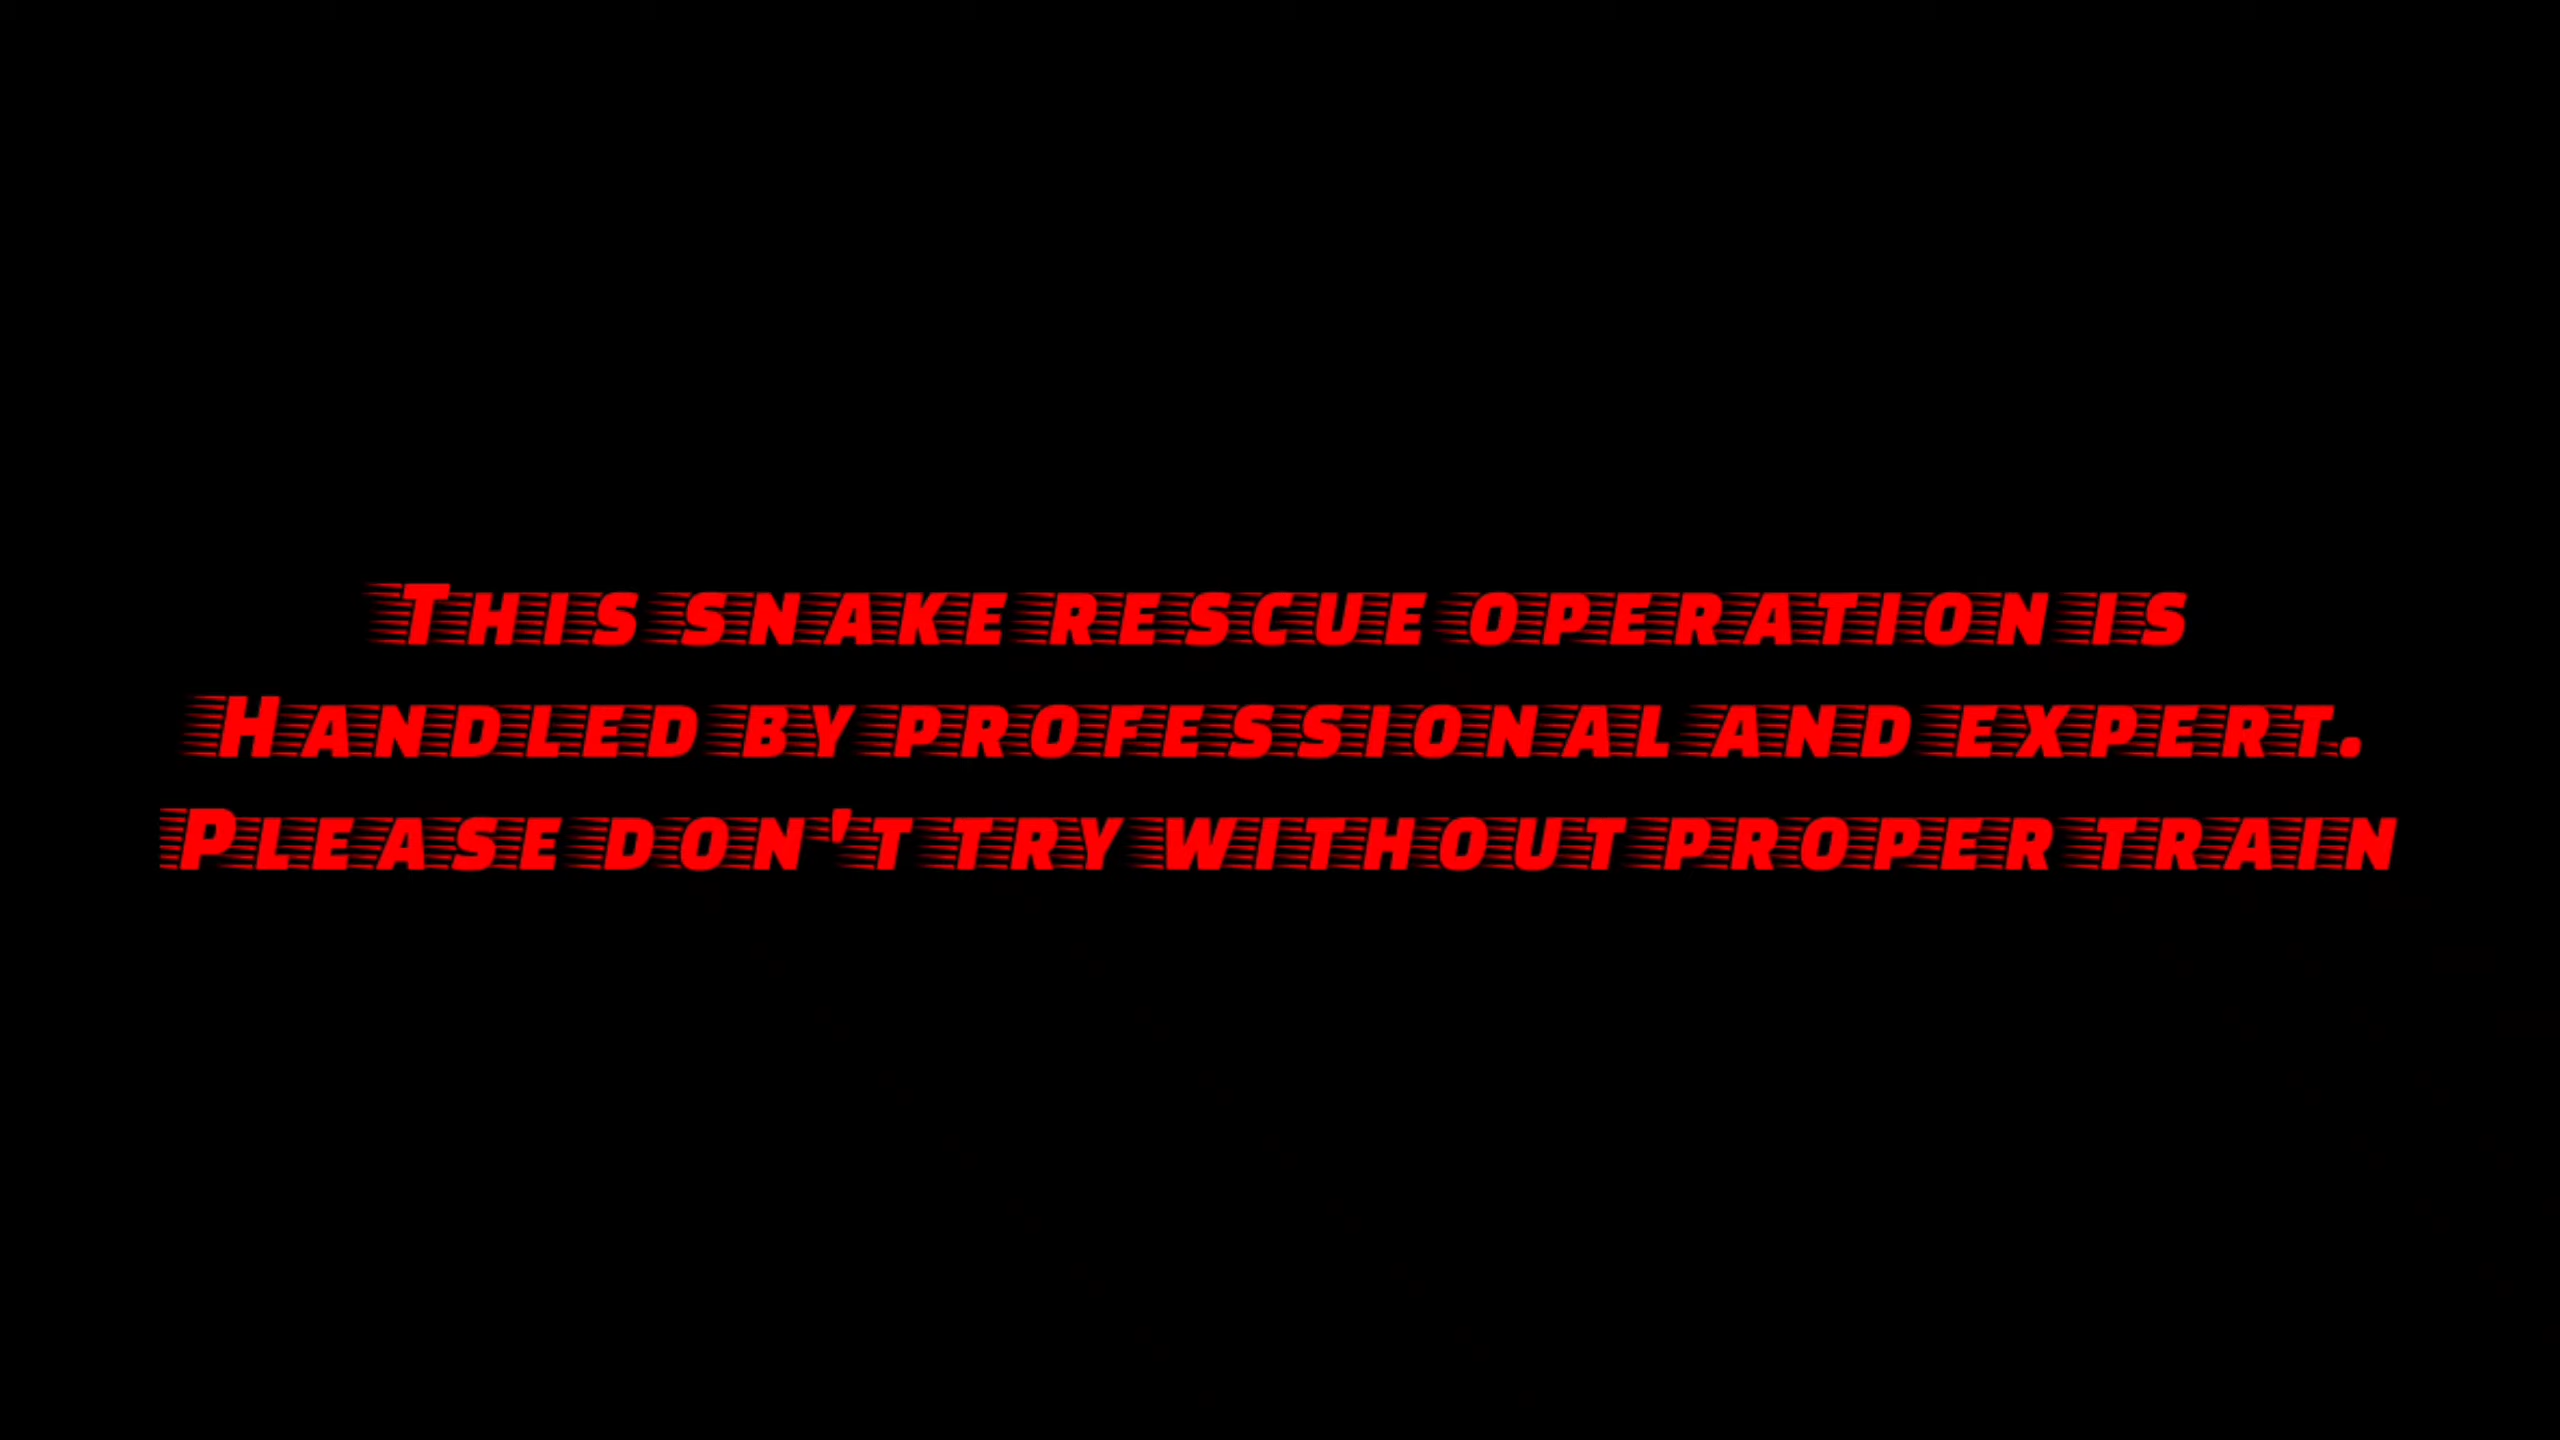 This snake rescue operation is
Handled by professional and expert.
Please don't try without proper train